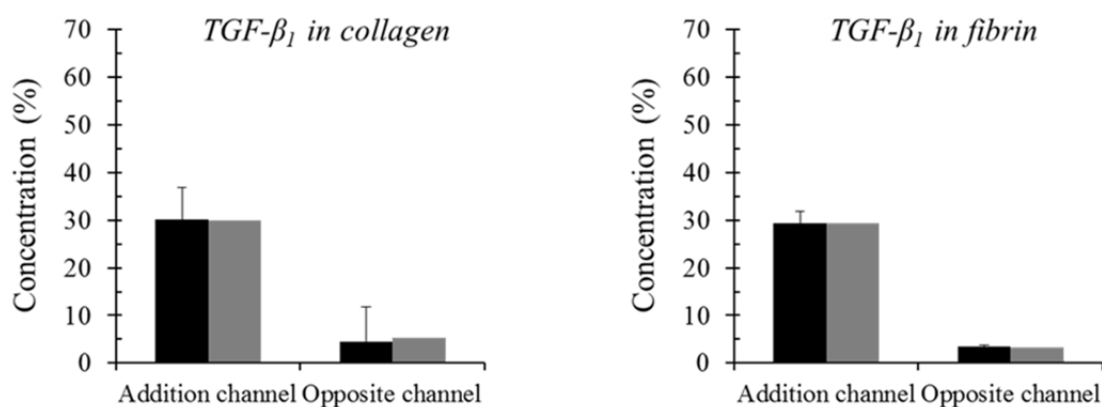 TGF-β1 in collagen
Concentration (%)
70
60
50
40
30
20
10
0
Addition channel Opposite channel
TGF-β1 in fibrin
Concentration (%)
70
60
50
40
30
20
10
0
Addition channel Opposite channel